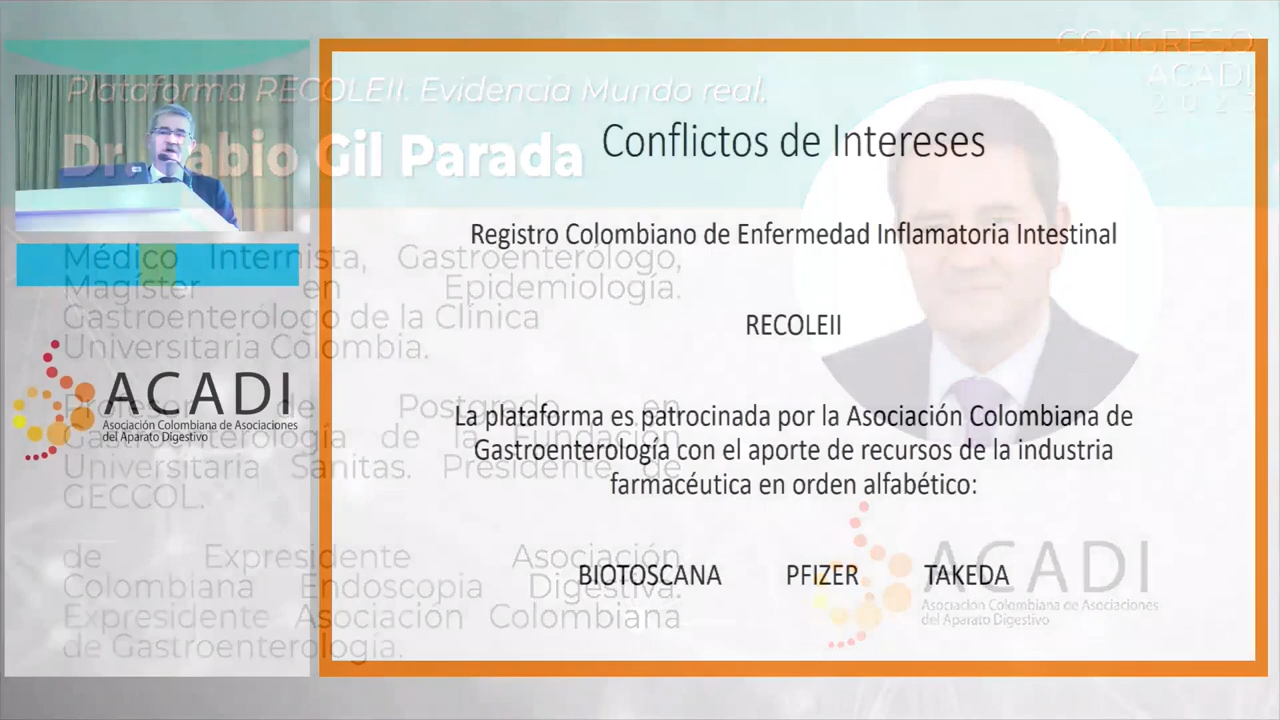 CONGRESO
ACADI
2023
Plataforma RECOLEII. Evidencia Mundo real.
Dr. Fabio Gil Parada
Conflictos de Intereses
Registro Colombiano de Enfermedad Inflamatoria Intestinal
RECOLEII
La plataforma es patrocinada por la Asociación Colombiana de
Gastroenterología con el aporte de recursos de la industria
farmacéutica en orden alfabético:
BIOTOSCANA PFIZER TAKEDA
Médico Internista, Gastroenterólogo,
Magíster en Epidemiología.
Gastroenterólogo de la Clínica
Universitaria Colombia.
Profesor de Postgrado en
Gastroenterología de la Fundación
Universitaria Sanitas. Presidente de
GECCOL.
de Expresidente Asociación
Colombiana Endoscopia Digestiva.
Expresidente Asociación Colombiana
de Gastroenterología.
ACADI
Asociación Colombiana de Asociaciones
del Aparato Digestivo
ACADI
Asociación Colombiana de Asociaciones
del Aparato Digestivo